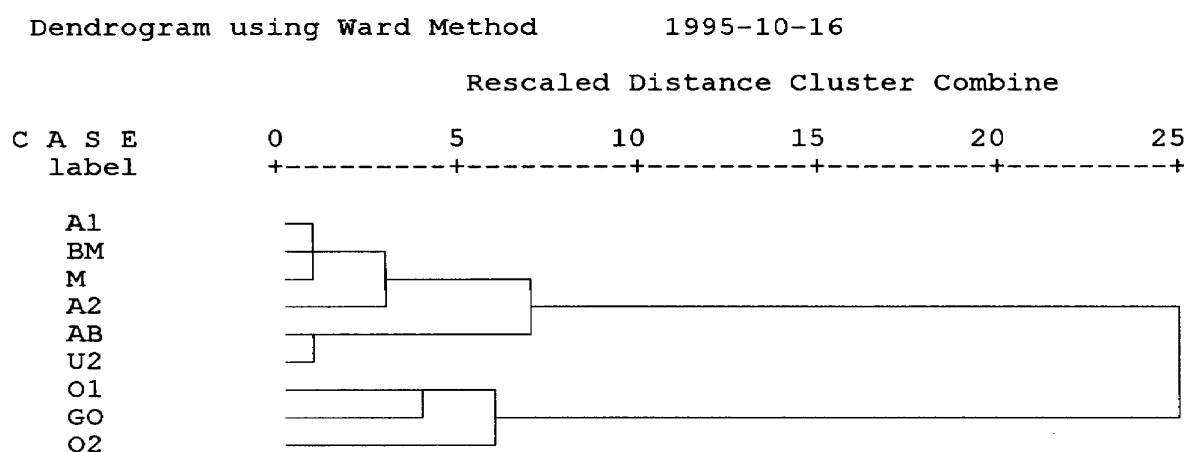 Dendrogram using Ward Method 1995-10-16
Rescaled Distance Cluster Combine
C A S E 0 5 10 15 20 25
label +---------+---------+---------+---------+---------+
A1
BM
M
A2
AB
U2
O1
GO
O2